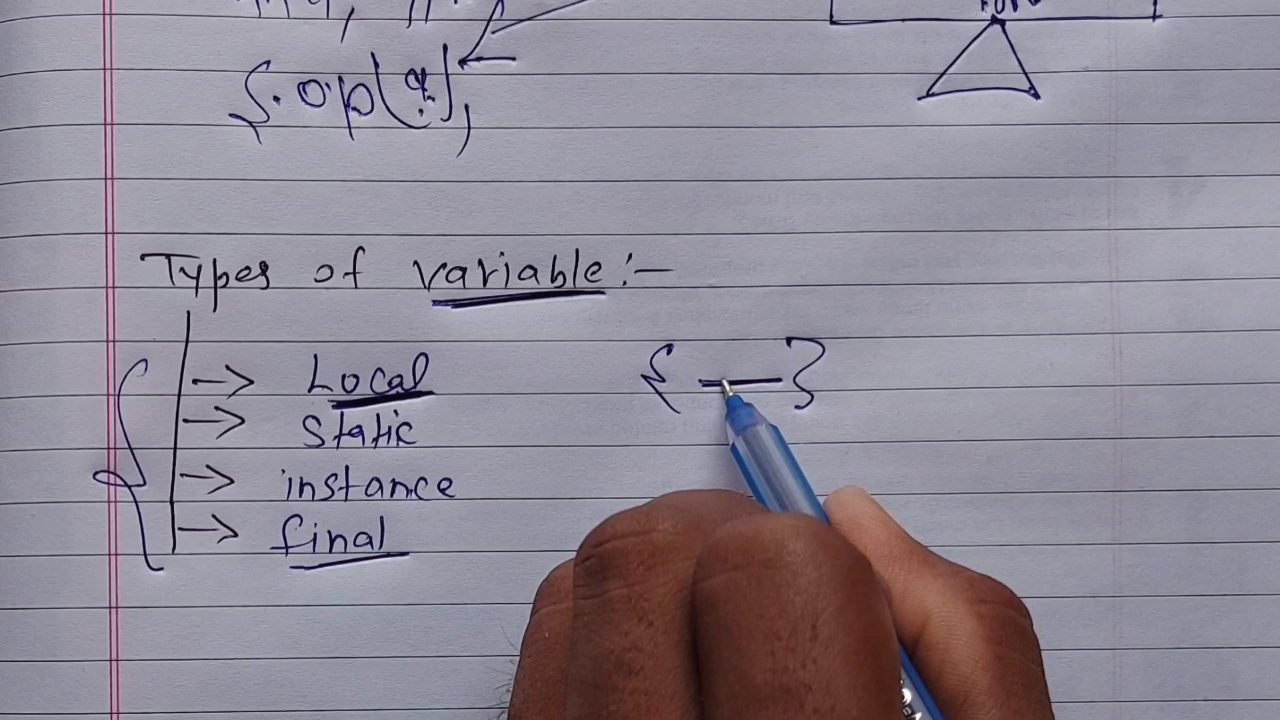 S.op(a);
Types of variable :-
→ Local { — }
→ static
→ instance
→ final